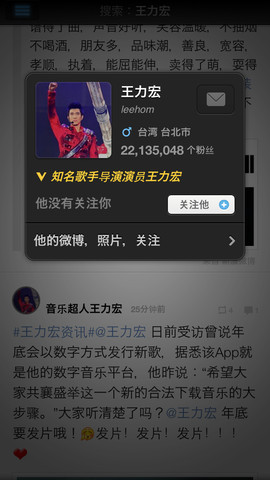 搜索：王力宏
谱得了曲，声音好听，笑容温暖，不抽烟
不喝酒，朋友多，品味潮，善良，宽容，
孝顺，执着，能屈能伸，卖得了萌，耍得
王力宏
leehom
♂ 台湾 台北市
22,135,048 个粉丝
V 知名歌手导演演员王力宏
他没有关注你
关注他 +
他的微博，照片，关注
音乐超人王力宏 25分钟前 4 1
#王力宏资讯#@王力宏 日前受访曾说年
底会以数字方式发行新歌，据悉该App就
是他的数字音乐平台，他昨说：“希望大
家共襄盛举这一个新的合法下载音乐的大
步骤。”大家听清楚了吗？@王力宏 年底
要发片哦！发片！发片！发片！！！